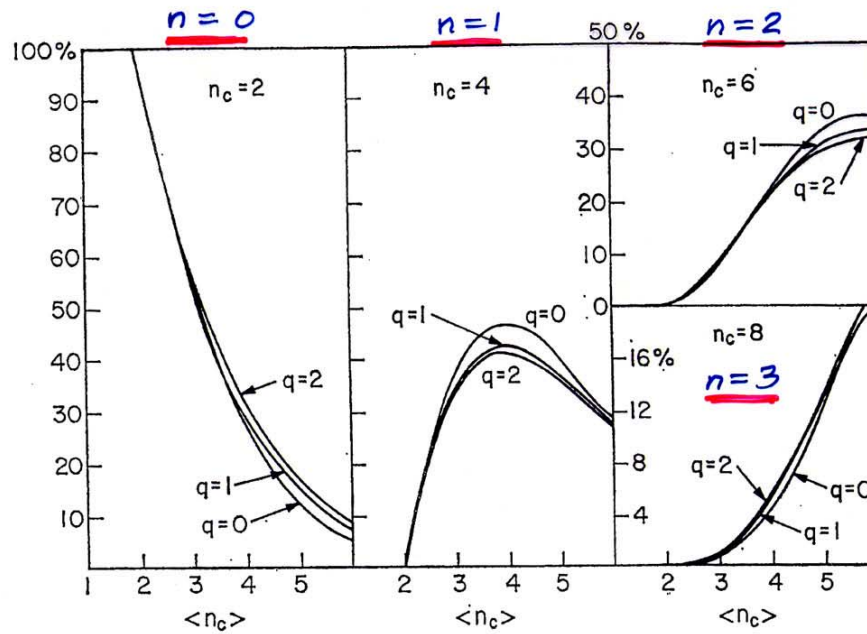 n = 0
n = 1
n = 2
100%
90
80
70
60
50
40
30
20
10
n_c=2
q=2
q=1
q=0
1
2
3
4
5
<n_c>
n_c=4
q=0
q=1
q=2
2
3
4
5
<n_c>
50%
40
30
20
10
0
n_c=6
q=0
q=1
q=2
n_c=8
n = 3
16%
12
8
4
q=2
q=0
q=1
2
3
4
5
<n_c>